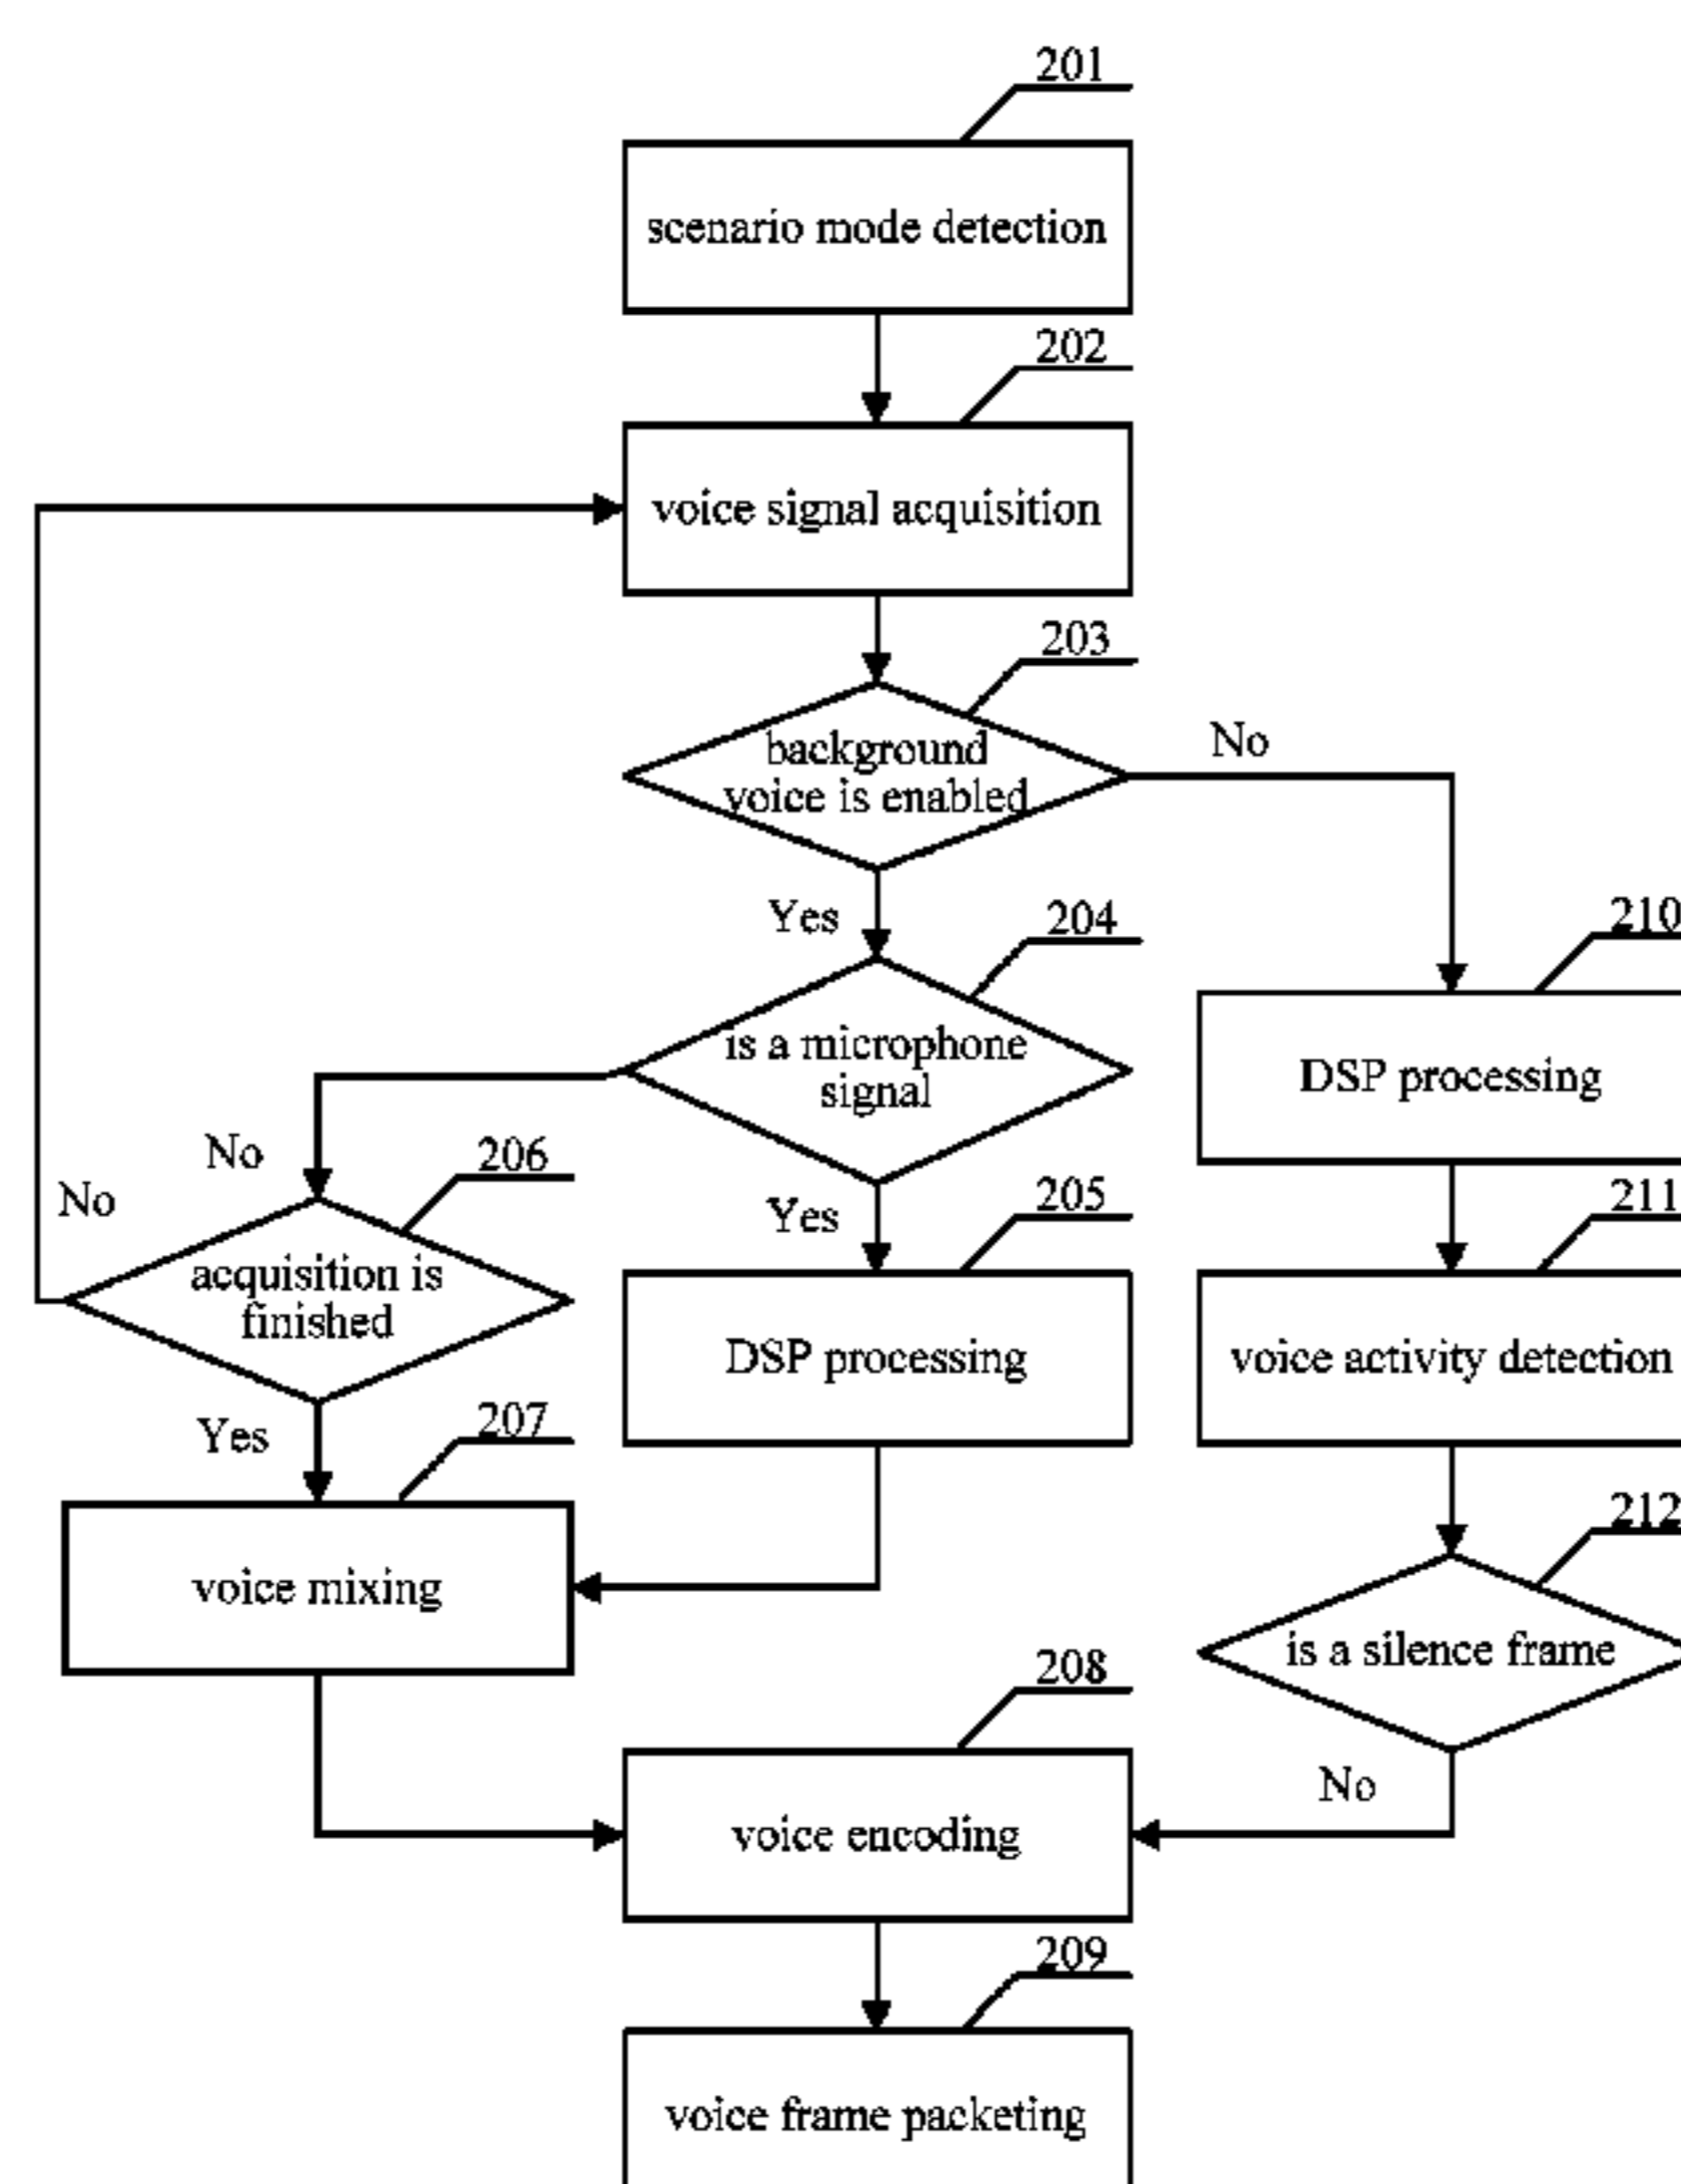 201
scenario mode detection
202
voice signal acquisition
203
background
voice is enabled
No
Yes
204
210
is a microphone
signal
DSP processing
No
206
No
Yes
205
211
acquisition is
finished
DSP processing
voice activity detection
Yes
207
212
voice mixing
is a silence frame
208
No
voice encoding
209
voice frame packeting